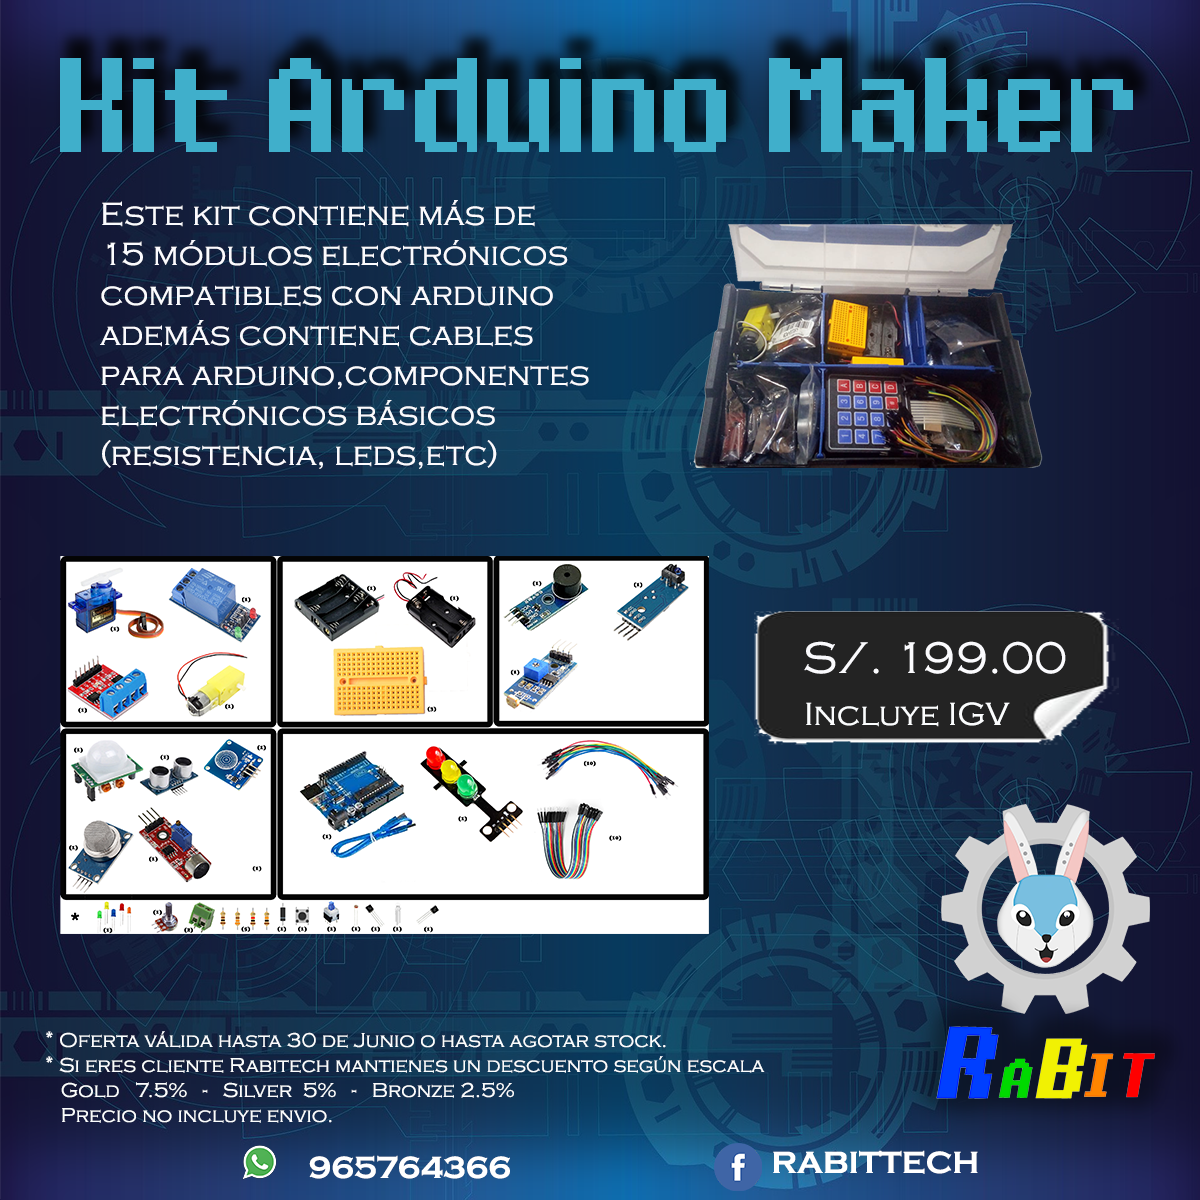 Kit Arduino Maker
Este kit contiene más de
15 módulos electrónicos
compatibles con arduino
además contiene cables
para arduino,componentes
electrónicos básicos
(resistencia, leds,etc)
S/. 199.00
Incluye IGV
* Oferta válida hasta 30 de Junio o hasta agotar stock.
* Si eres cliente Rabitech mantienes un descuento según escala
Gold 7.5% - Silver 5% - Bronze 2.5%
Precio no incluye envio.
RaBit
965764366
RABITTECH